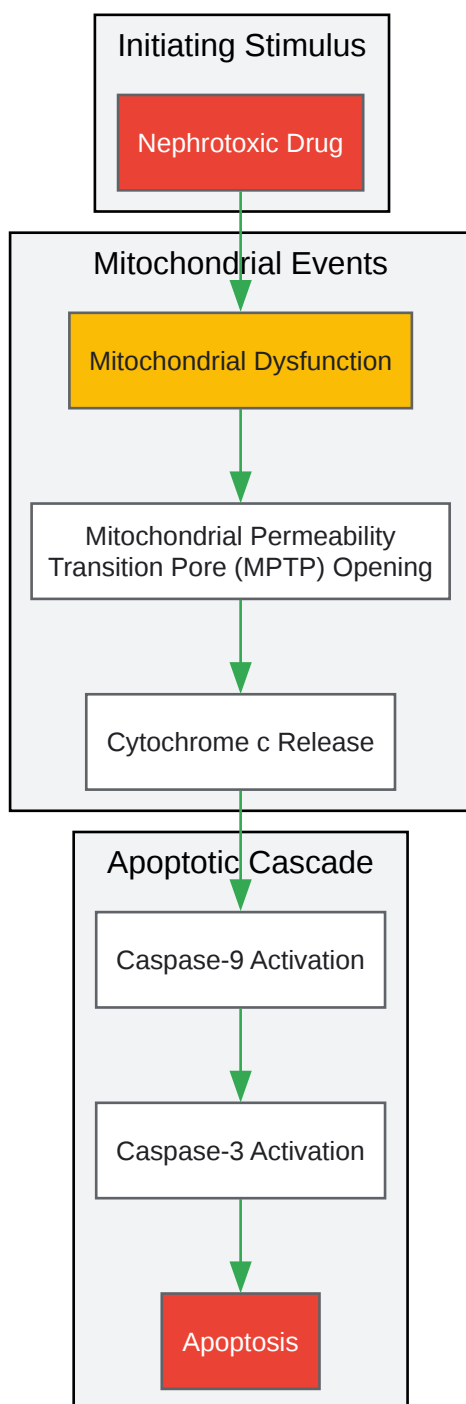 Initiating Stimulus
Nephrotoxic Drug
Mitochondrial Events
Mitochondrial Dysfunction
Mitochondrial Permeability
Transition Pore (MPTP) Opening
Cytochrome c Release
Apoptotic Cascade
Caspase-9 Activation
Caspase-3 Activation
Apoptosis